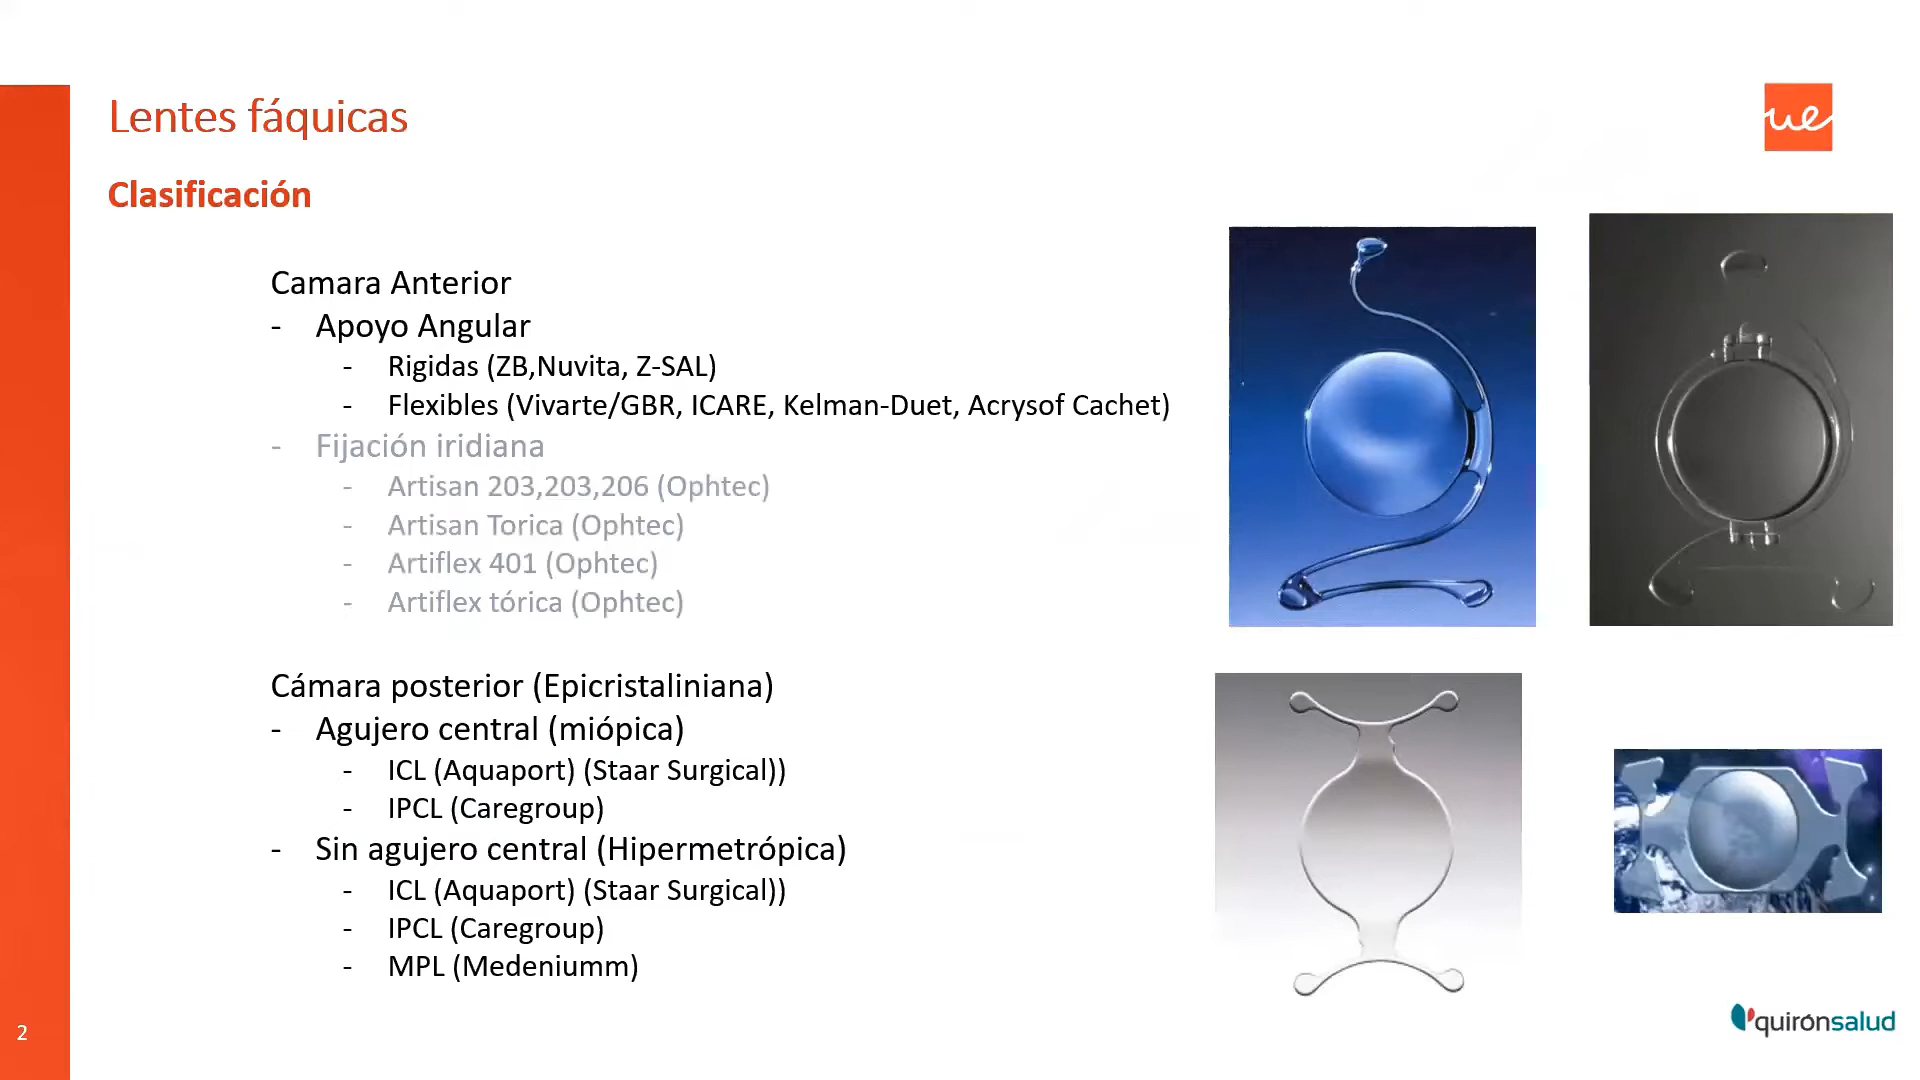 Lentes fáquicas
ue
Clasificación
Camara Anterior
- Apoyo Angular
- Rigidas (ZB,Nuvita, Z-SAL)
- Flexibles (Vivarte/GBR, ICARE, Kelman-Duet, Acrysof Cachet)
- Fijación iridiana
- Artisan 203,203,206 (Ophtec)
- Artisan Torica (Ophtec)
- Artiflex 401 (Ophtec)
- Artiflex tórica (Ophtec)
Cámara posterior (Epicristaliniana)
- Agujero central (miópica)
- ICL (Aquaport) (Staar Surgical))
- IPCL (Caregroup)
- Sin agujero central (Hipermetrópica)
- ICL (Aquaport) (Staar Surgical))
- IPCL (Caregroup)
- MPL (Medeniumm)
2
quirónsalud